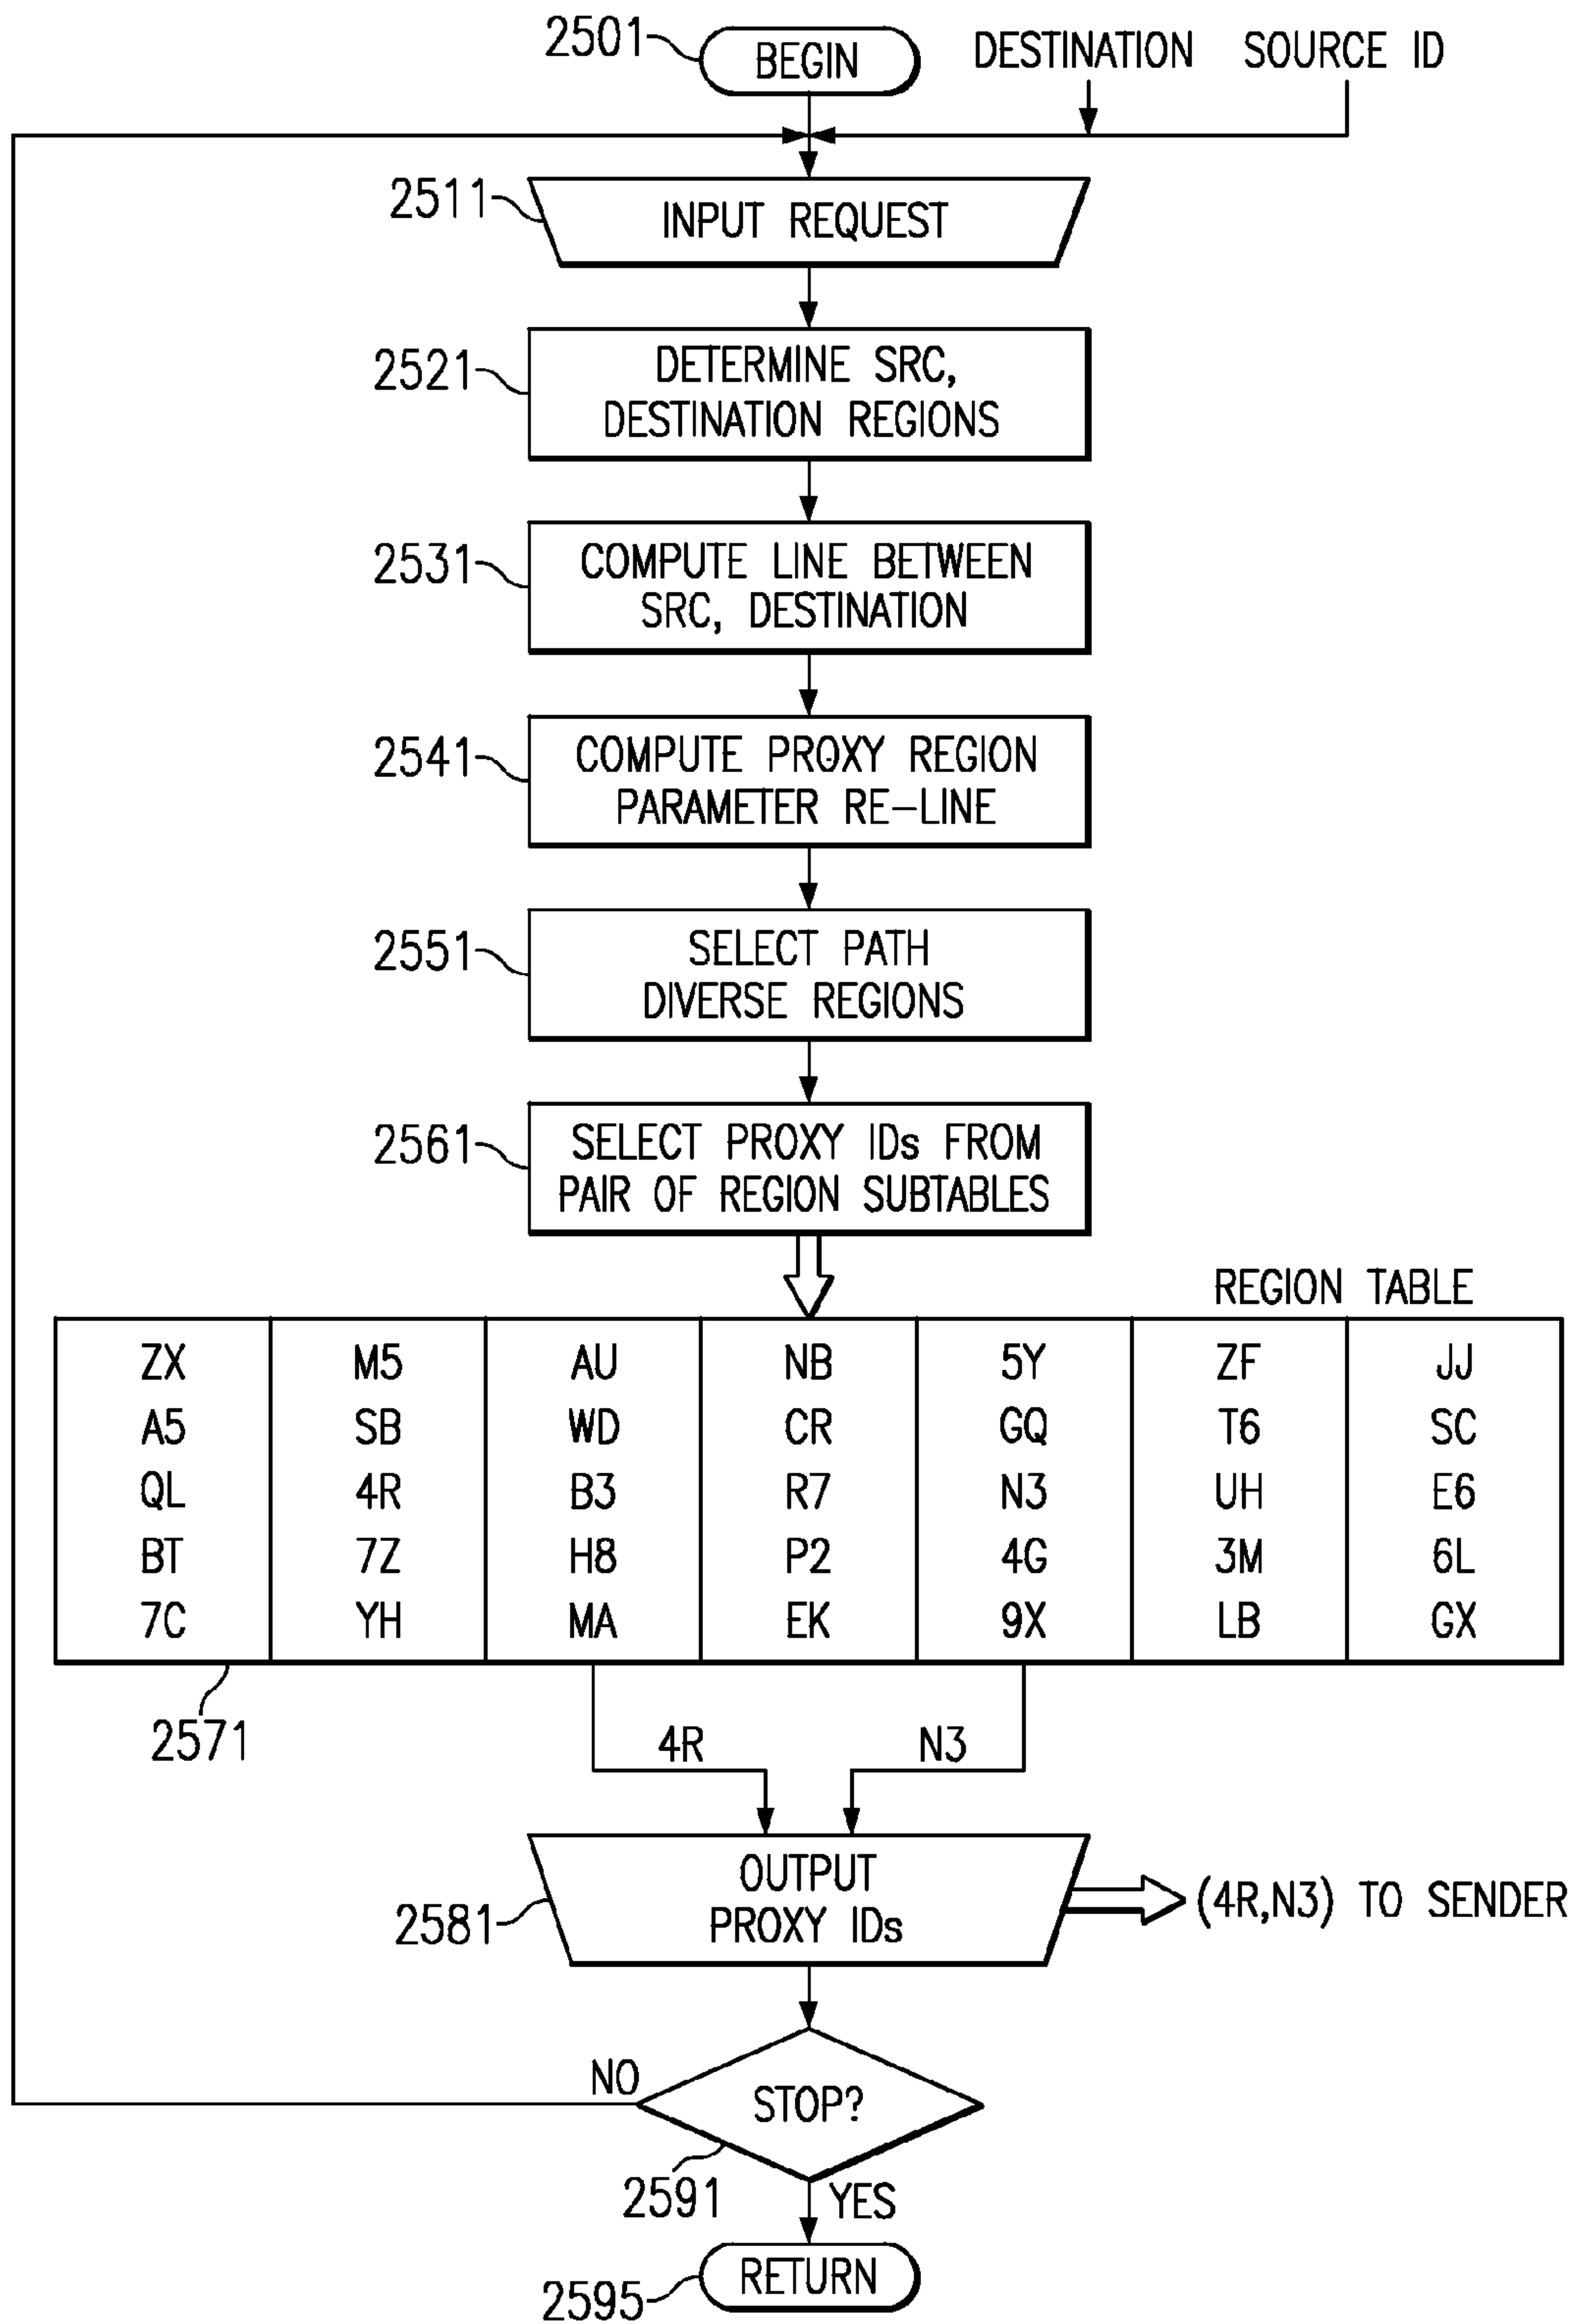 2501
BEGIN
DESTINATION SOURCE ID
2511
INPUT REQUEST
2521
DETERMINE SRC,
DESTINATION REGIONS
2531
COMPUTE LINE BETWEEN
SRC, DESTINATION
2541
COMPUTE PROXY REGION
PARAMETER RE-LINE
2551
SELECT PATH
DIVERSE REGIONS
2561
SELECT PROXY IDs FROM
PAIR OF REGION SUBTABLES
REGION TABLE
ZX M5 AU NB 5Y ZF JJ
A5 SB WD CR GQ T6 SC
QL 4R B3 R7 N3 UH E6
BT 7Z H8 P2 4G 3M 6L
7C YH MA EK 9X LB GX
2571
4R N3
OUTPUT
PROXY IDs
2581
(4R,N3) TO SENDER
NO
STOP?
2591
YES
RETURN
2595